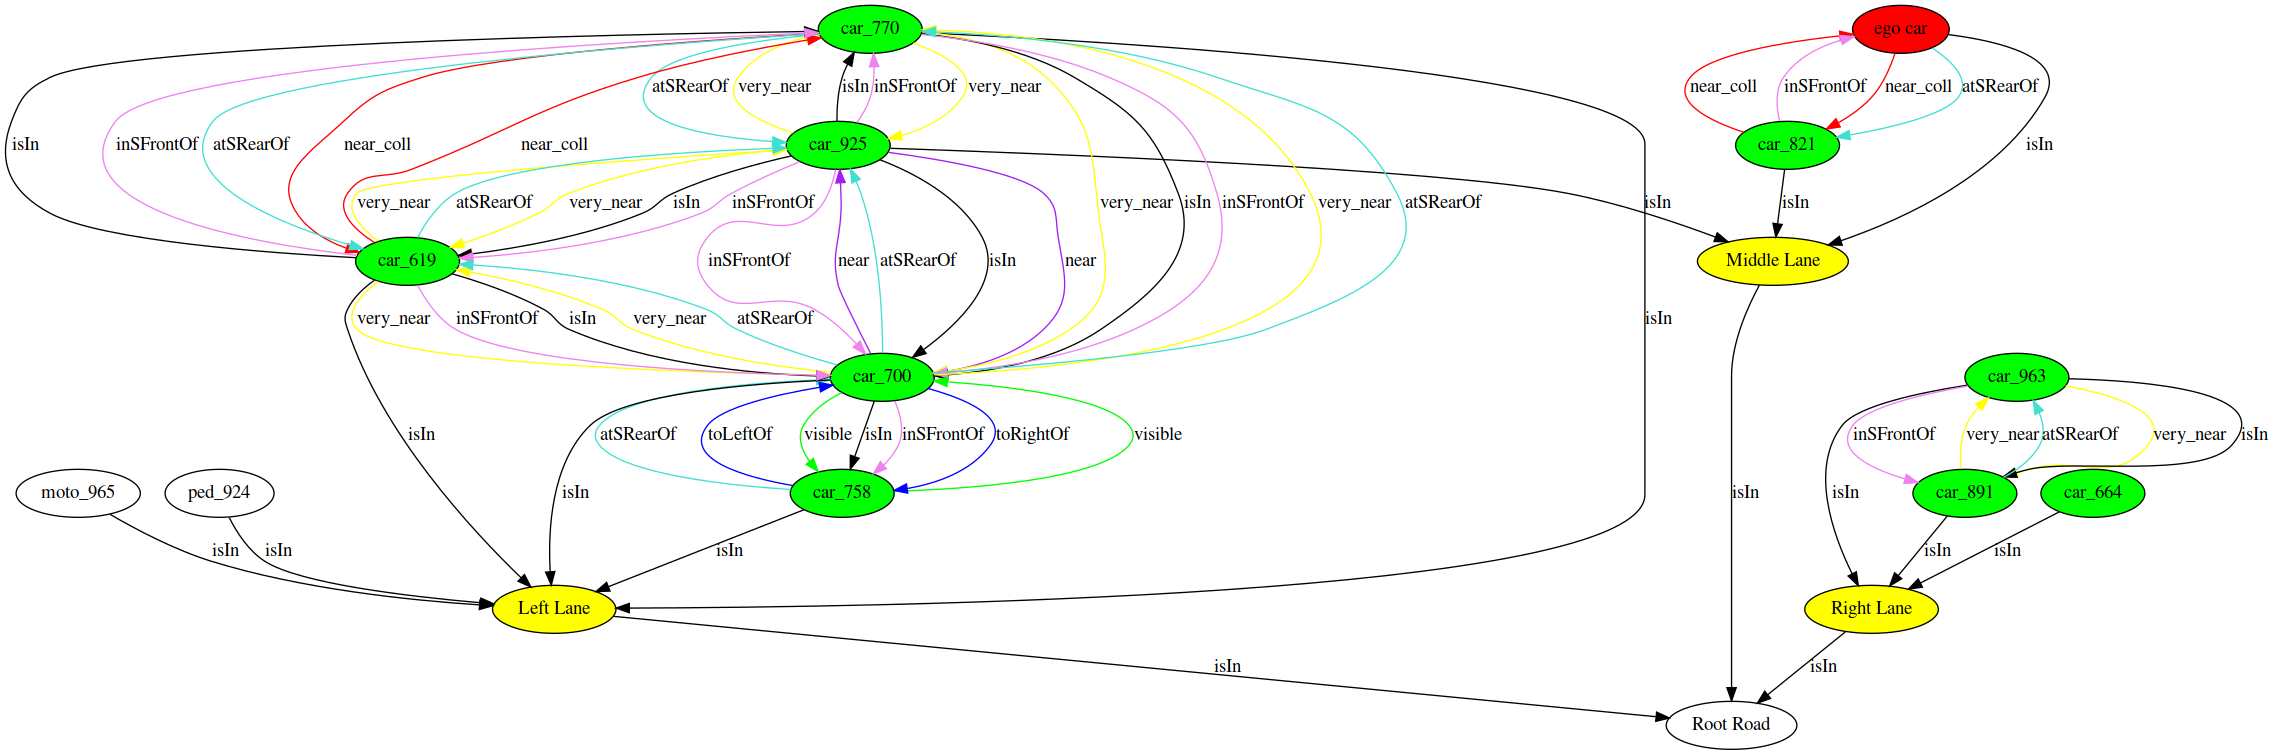 car_770
ego car
atSRearOf
very_near
isIn
inSFrontOf
very_near
near_coll
inSFrontOf
near_coll
atSRearOf
isIn
inSFrontOf
atSRearOf
near_coll
near_coll
car_925
car_821
isIn
very_near
atSRearOf
very_near
isIn
inSFrontOf
very_near
isIn
inSFrontOf
very_near
atSRearOf
isIn
isIn
car_619
inSFrontOf
near
atSRearOf
isIn
near
Middle Lane
very_near
inSFrontOf
isIn
very_near
atSRearOf
isIn
car_700
car_963
isIn
atSRearOf
toLeftOf
visible
isIn
inSFrontOf
toRightOf
visible
inSFrontOf
very_near
atSRearOf
very_near
isIn
moto_965
ped_924
isIn
car_758
isIn
isIn
car_891
car_664
isIn
isIn
isIn
isIn
isIn
Left Lane
Right Lane
isIn
isIn
Root Road